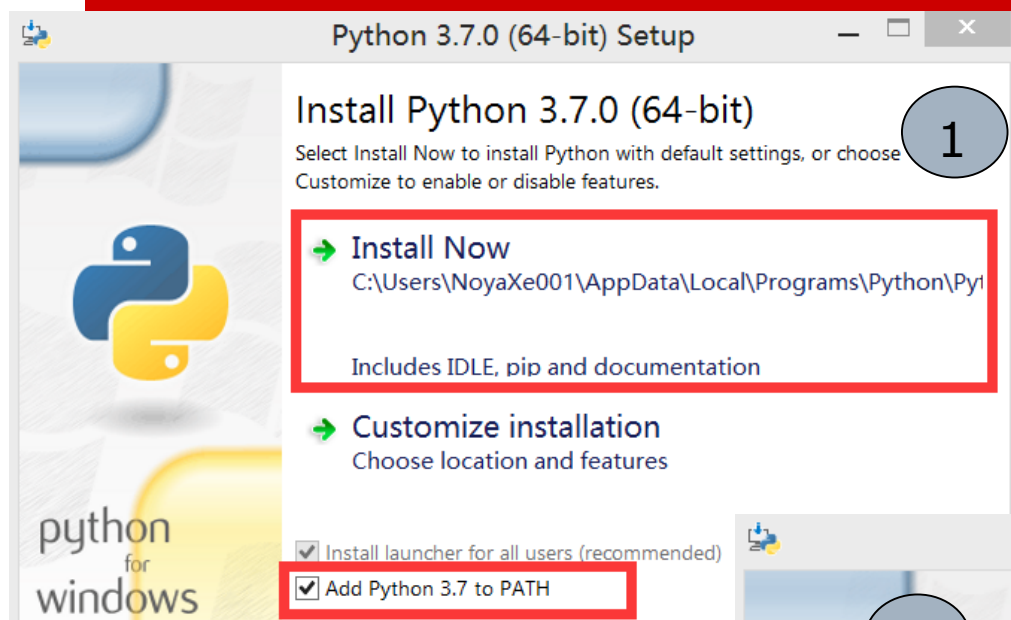 Python 3.7.0 (64-bit) Setup
Install Python 3.7.0 (64-bit)
1
Select Install Now to install Python with default settings, or choose
Customize to enable or disable features.
Install Now
C:\Users\NoyaXe001\AppData\Local\Programs\Python\Pyt
Includes IDLE, pip and documentation
Customize installation
Choose location and features
python
for
windows
Install launcher for all users (recommended)
Add Python 3.7 to PATH